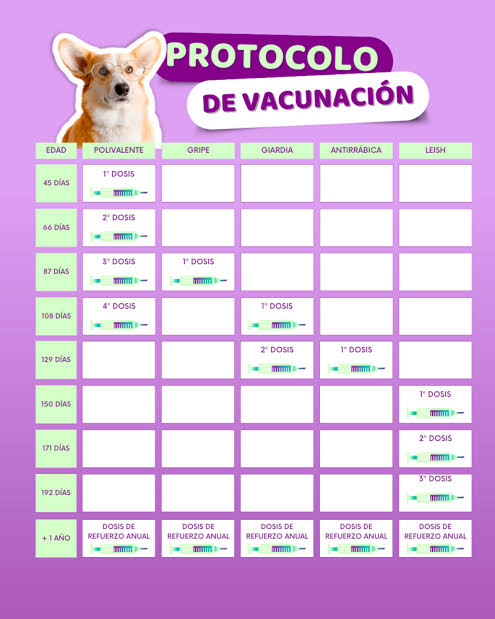 PROTOCOLO
DE VACUNACIÓN
EDAD POLIVALENTE GRIPE GIARDIA ANTIRRÁBICA LEISH
45 DÍAS 1° DOSIS
66 DÍAS 2° DOSIS
87 DÍAS 3° DOSIS 1° DOSIS
108 DÍAS 4° DOSIS 1° DOSIS
129 DÍAS 2° DOSIS 1° DOSIS
150 DÍAS 1° DOSIS
171 DÍAS 2° DOSIS
192 DÍAS 3° DOSIS
+ 1 AÑO DOSIS DE REFUERZO ANUAL DOSIS DE REFUERZO ANUAL DOSIS DE REFUERZO ANUAL DOSIS DE REFUERZO ANUAL DOSIS DE REFUERZO ANUAL